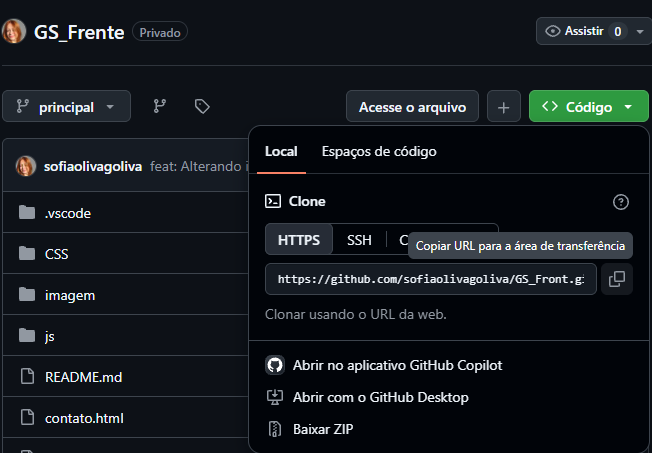 GS_Frente Privado
Assistir 0
principal
Acesse o arquivo
Código
sofiaolivagoliva feat: Alterando
.vscode
CSS
imagem
js
README.md
contato.html
Local Espaços de código
Clone
HTTPS SSH C
Copiar URL para a área de transferência
https://github.com/sofiaolivagoliva/GS_Front.gi
Clonar usando o URL da web.
Abrir no aplicativo GitHub Copilot
Abrir com o GitHub Desktop
Baixar ZIP